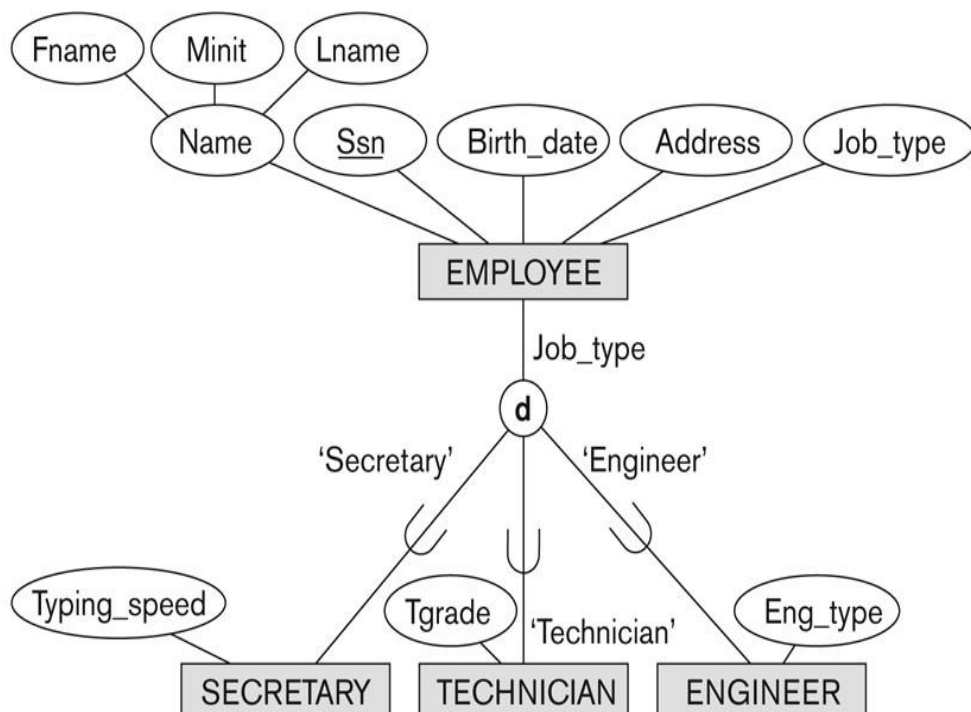 Fname Minit Lname
Name Ssn Birth_date Address Job_type
EMPLOYEE
Job_type
d
‘Secretary’ ‘Engineer’
Typing_speed Tgrade ‘Technician’ Eng_type
SECRETARY TECHNICIAN ENGINEER